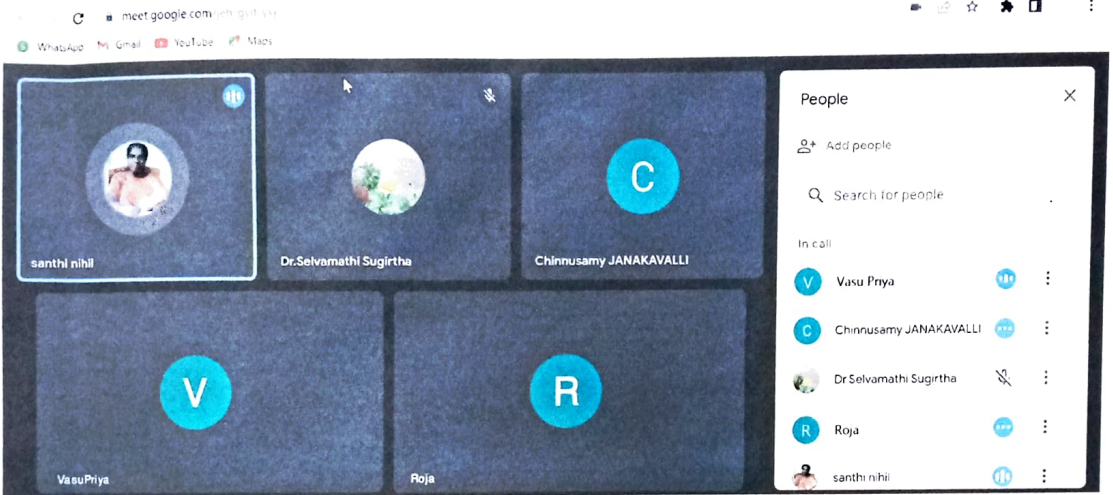 meet.google.com
WhatsApp Gmail YouTube Maps
santhi nihil
Dr.Selvamathi Sugirtha
C
Chinnusamy JANAKAVALLI
V
VasuPriya
R
Roja
People
Add people
Search for people
In call
V Vasu Priya
C Chinnusamy JANAKAVALLI
Dr Selvamathi Sugirtha
R Roja
santhi nihil